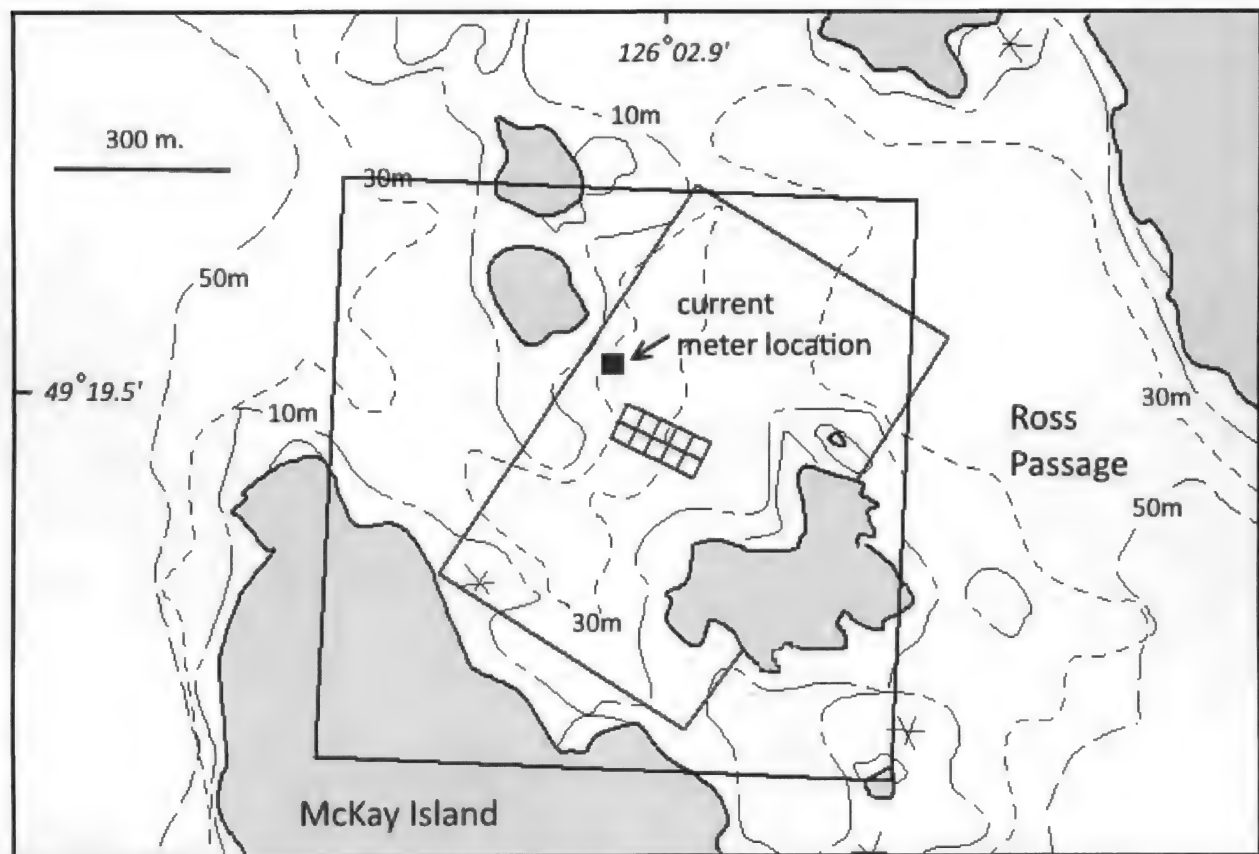 126°02.9'
10m
300 m.
30m
50m
current
meter location
49°19.5'
10m
30m
Ross
Passage
50m
30m
McKay Island